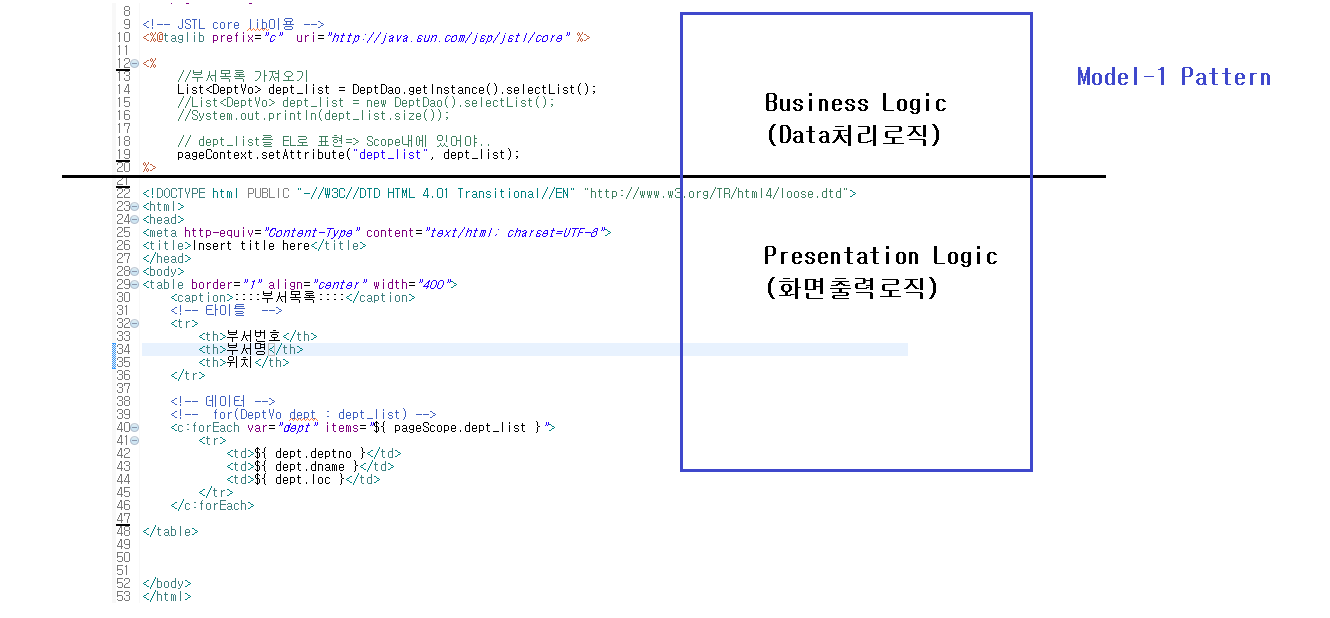 8
9 <!-- JSTL core lib이용 -->
10 <%@taglib prefix="c"  uri="http://java.sun.com/jsp/jstl/core" %>
11
12 <%
13     //부서목록 가져오기
14     List<DeptVo> dept_list = DeptDao.getInstance().selectList();
15     //List<DeptVo> dept_list = new DeptDao().selectList();
16     //System.out.println(dept_list.size());
17
18     // dept_list를 EL로 표현=> Scope내에 있어야..
19     pageContext.setAttribute("dept_list", dept_list);
20 %>
21
22 <!DOCTYPE html PUBLIC "-//W3C//DTD HTML 4.01 Transitional//EN" "http://www.w3.org/TR/html4/loose.dtd">
23 <html>
24 <head>
25 <meta http-equiv="Content-Type" content="text/html; charset=UTF-8">
26 <title>Insert title here</title>
27 </head>
28 <body>
29 <table border="1" align="center" width="400">
30     <caption>::::부서목록::::</caption>
31     <!-- 타이틀  -->
32     <tr>
33         <th>부서번호</th>
34         <th>부서명</th>
35         <th>위치</th>
36     </tr>
37
38     <!-- 데이터 -->
39     <!--  for(DeptVo dept : dept_list) -->
40     <c:forEach var="dept" items="${ pageScope.dept_list }">
41         <tr>
42             <td>${ dept.deptno }</td>
43             <td>${ dept.dname }</td>
44             <td>${ dept.loc }</td>
45         </tr>
46     </c:forEach>
47
48 </table>
49
50
51
52 </body>
53 </html>
Model-1 Pattern
Business Logic
(Data처리로직)
Presentation Logic
(화면출력로직)